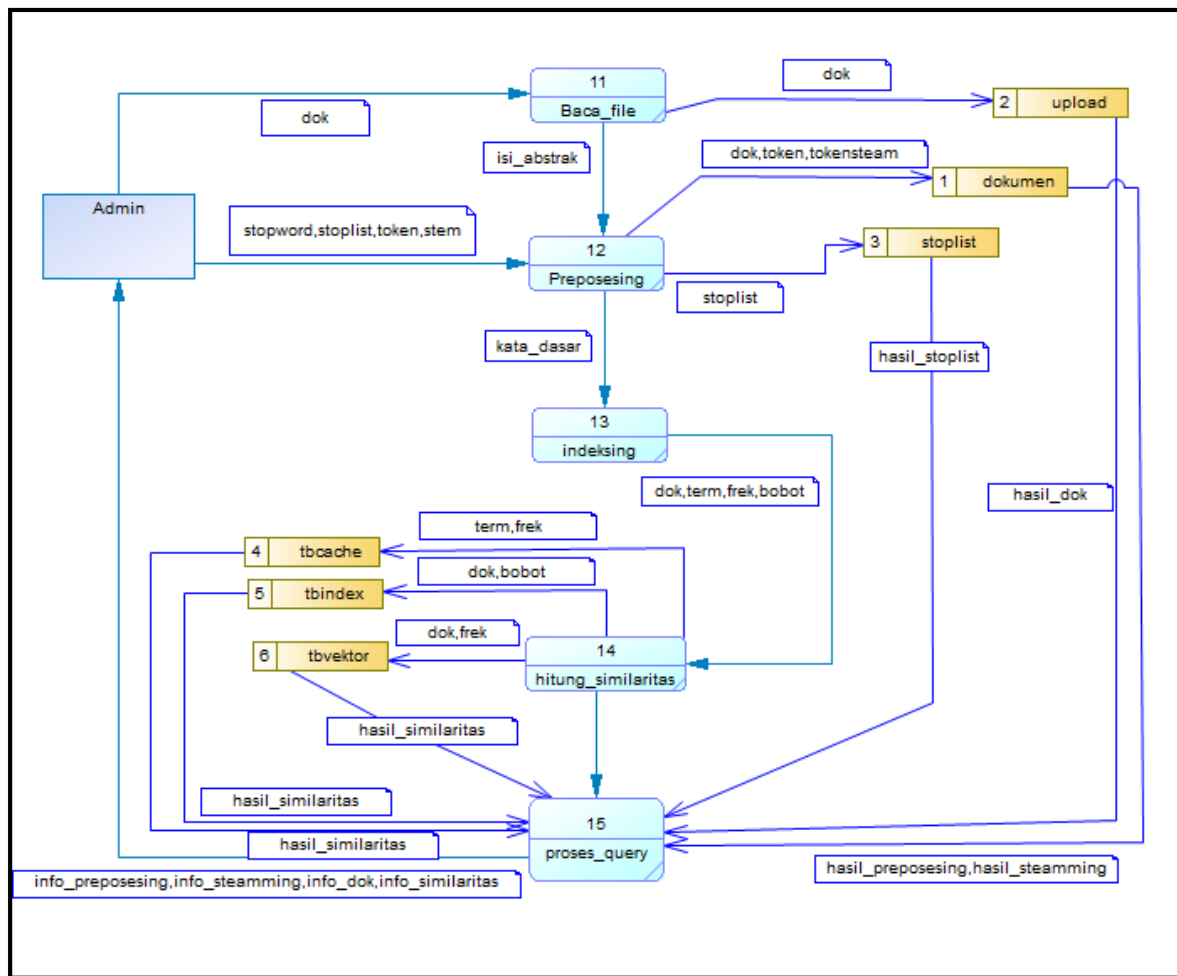 11
Baca_file
dok
dok
2 upload
isi_abstrak
dok,token,tokensteam
1 dokumen
Admin
stopword,stoplist,token,stem
12
Preposesing
3 stoplist
stoplist
kata_dasar
hasil_stoplist
13
indeksing
dok,term,frek,bobot
hasil_dok
term,frek
4 tbcache
dok,bobot
5 tbindex
dok,frek
6 tbvektor
14
hitung_similaritas
hasil_similaritas
hasil_similaritas
15
proses_query
hasil_similaritas
info_preposesing,info_steamming,info_dok,info_similaritas
hasil_preposesing,hasil_steamming